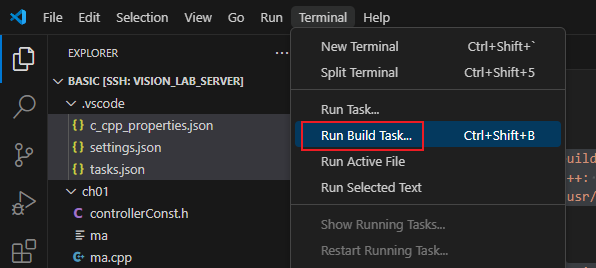 File Edit Selection View Go Run Terminal Help
EXPLORER
BASIC [SSH: VISION_LAB_SERVER]
.vscode
{} c_cpp_properties.json
{} settings.json
{} tasks.json
ch01
C controllerConst.h
ma
ma.cpp
New Terminal Ctrl+Shift+`
Split Terminal Ctrl+Shift+5
Run Task...
Run Build Task... Ctrl+Shift+B
Run Active File
Run Selected Text
Show Running Tasks...
Restart Running Task...
uild
++:
usr/